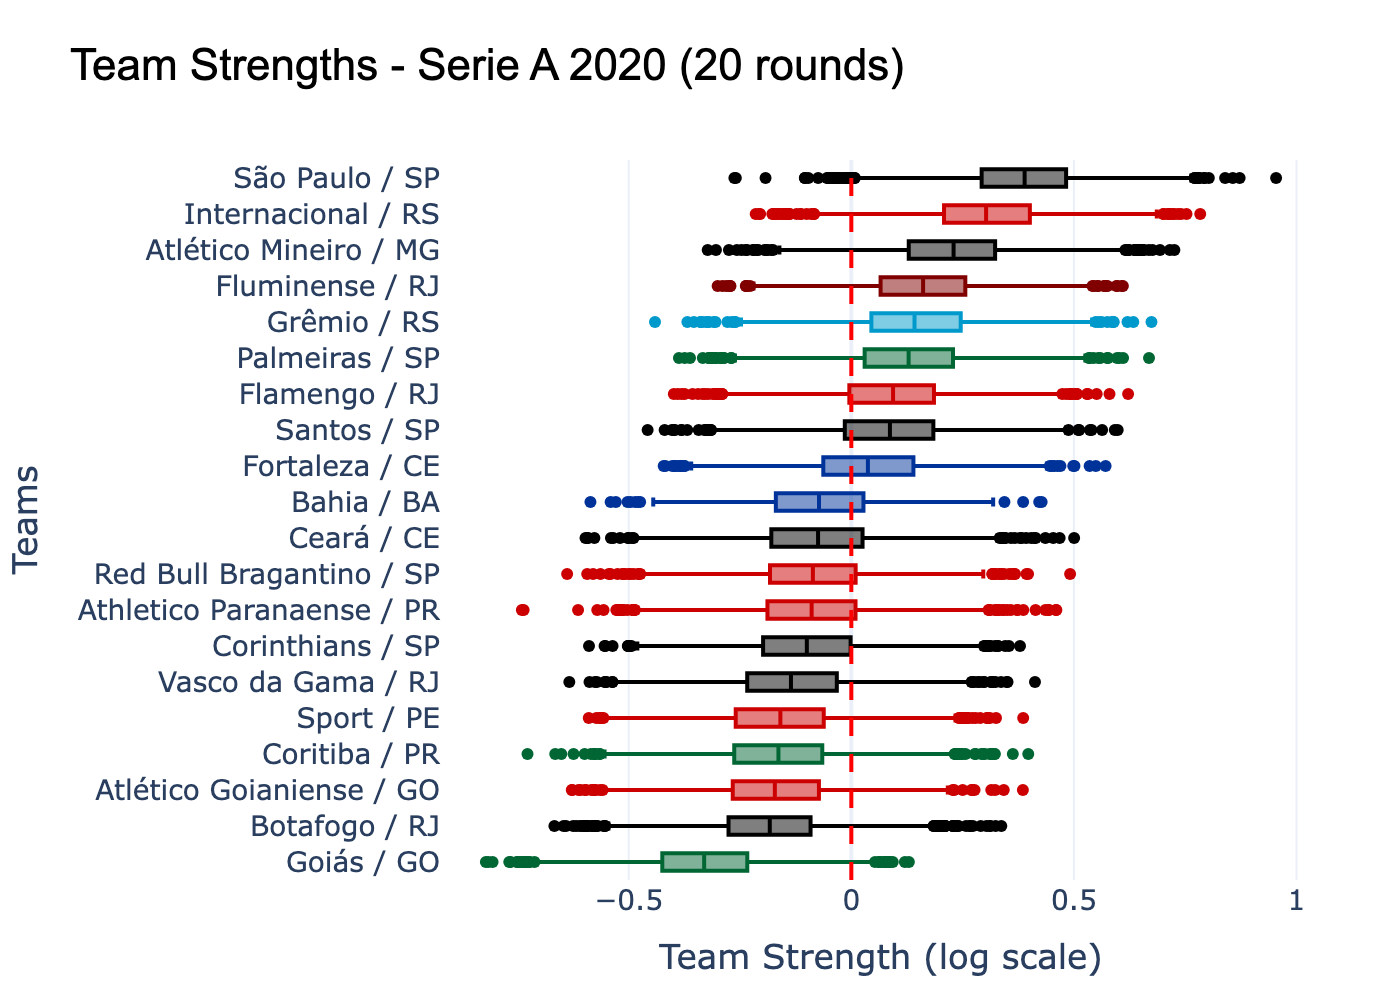 Team Strengths - Serie A 2020 (20 rounds)
São Paulo / SP
Internacional / RS
Atlético Mineiro / MG
Fluminense / RJ
Grêmio / RS
Palmeiras / SP
Flamengo / RJ
Santos / SP
Fortaleza / CE
Bahia / BA
Ceará / CE
Red Bull Bragantino / SP
Athletico Paranaense / PR
Corinthians / SP
Vasco da Gama / RJ
Sport / PE
Coritiba / PR
Atlético Goianiense / GO
Botafogo / RJ
Goiás / GO
Teams
−0.5 0 0.5 1
Team Strength (log scale)